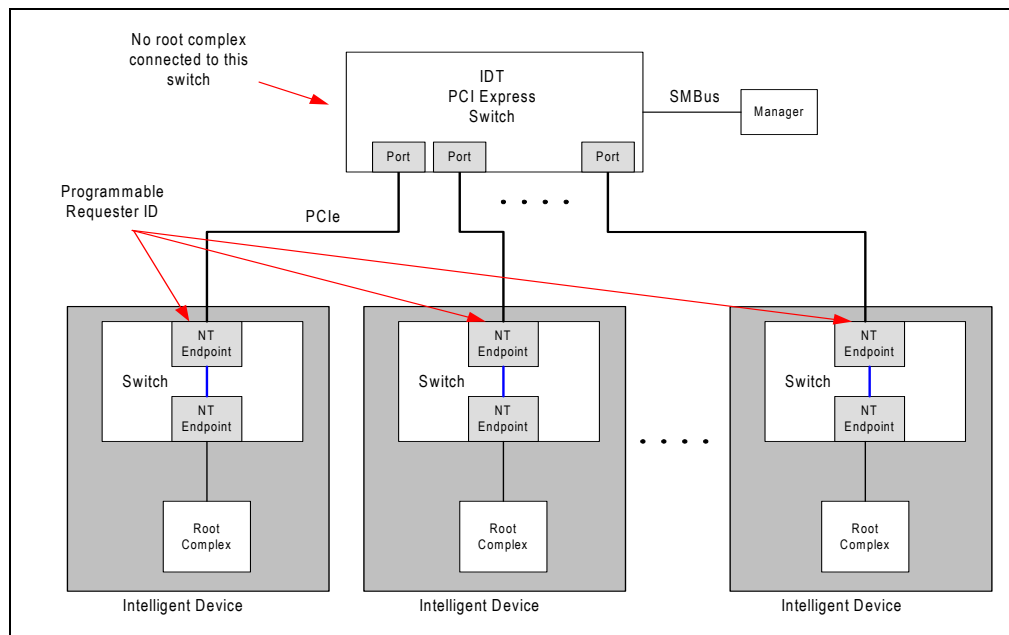 No root complex
connected to this
switch
IDT
PCI Express
Switch
SMBus
Manager
Port
Port
Port
Programmable
Requester ID
PCIe
NT
Endpoint
Switch
NT
Endpoint
Root
Complex
Intelligent Device
NT
Endpoint
Switch
NT
Endpoint
Root
Complex
Intelligent Device
NT
Endpoint
Switch
NT
Endpoint
Root
Complex
Intelligent Device